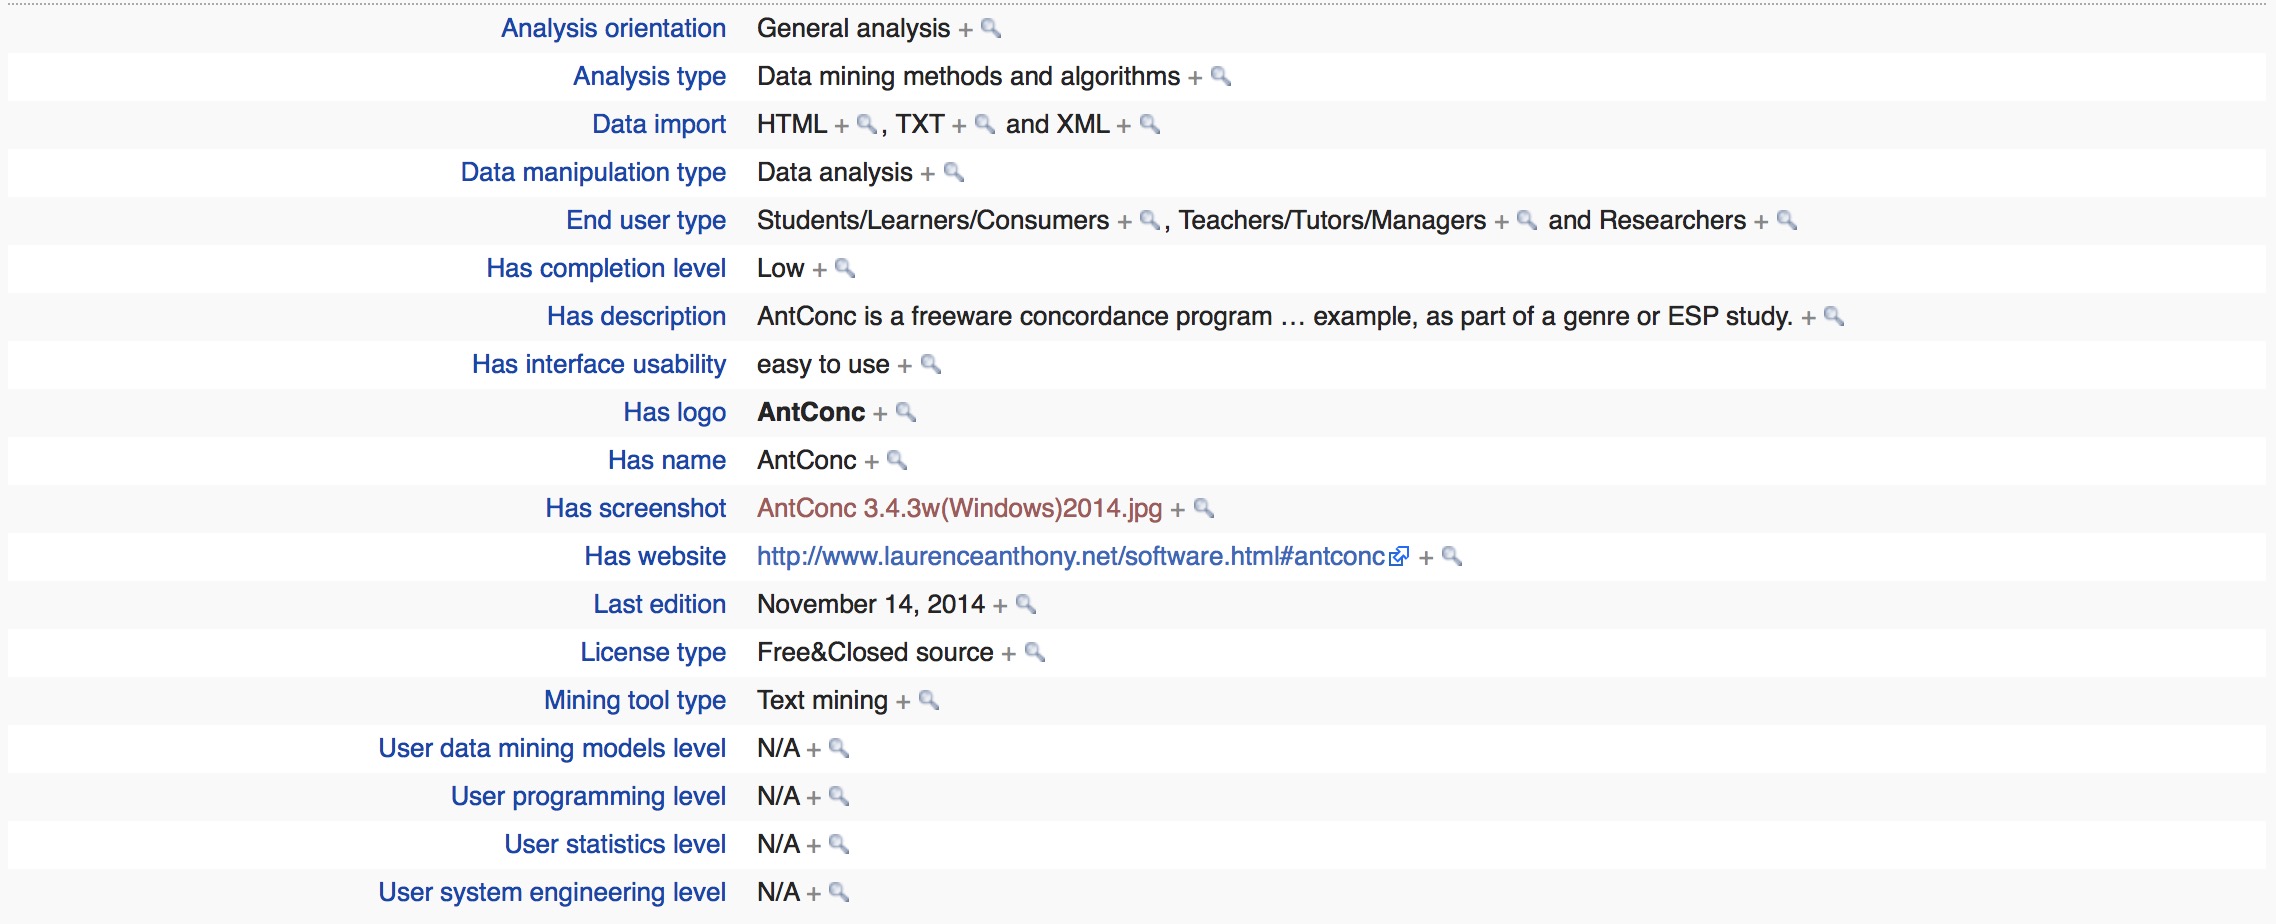 Analysis orientation General analysis +
Analysis type Data mining methods and algorithms +
Data import HTML + , TXT + and XML +
Data manipulation type Data analysis +
End user type Students/Learners/Consumers + , Teachers/Tutors/Managers + and Researchers +
Has completion level Low +
Has description AntConc is a freeware concordance program … example, as part of a genre or ESP study. +
Has interface usability easy to use +
Has logo AntConc +
Has name AntConc +
Has screenshot AntConc 3.4.3w(Windows)2014.jpg +
Has website http://www.laurenceanthony.net/software.html#antconc +
Last edition November 14, 2014 +
License type Free&Closed source +
Mining tool type Text mining +
User data mining models level N/A +
User programming level N/A +
User statistics level N/A +
User system engineering level N/A +